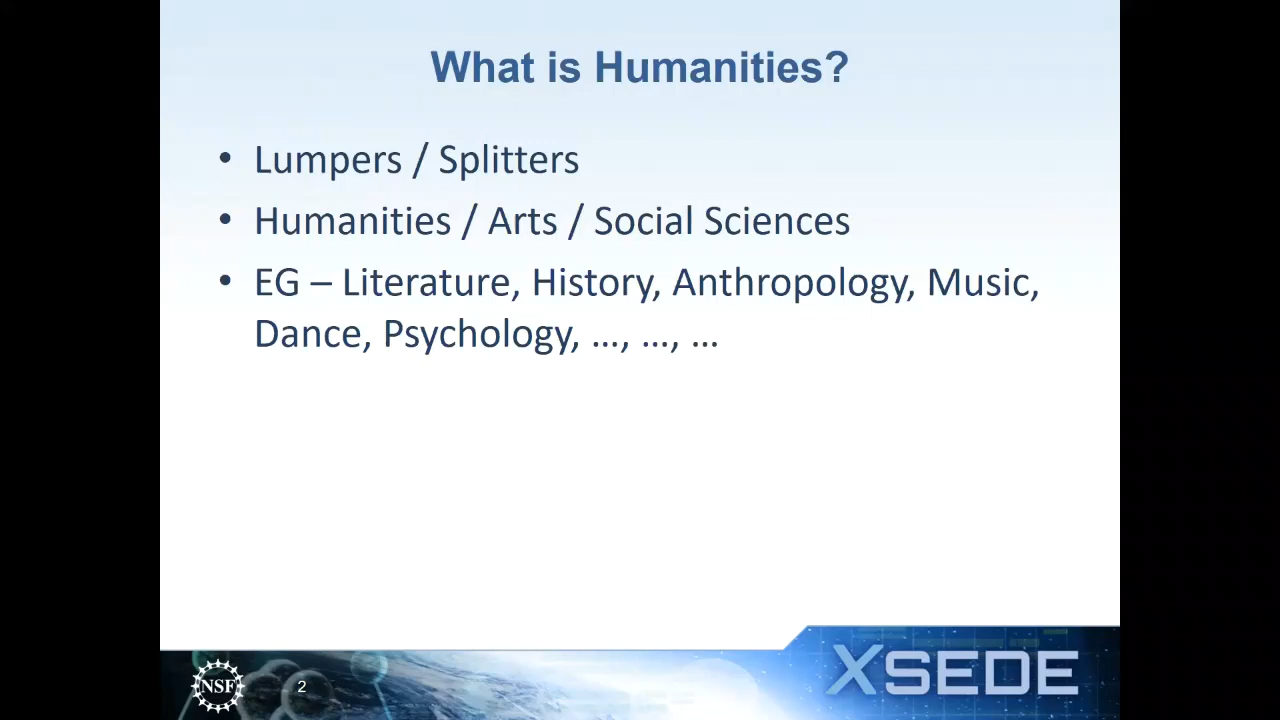 What is Humanities?
• Lumpers / Splitters
• Humanities / Arts / Social Sciences
• EG – Literature, History, Anthropology, Music,
Dance, Psychology, …, …, …
NSF
2
XSEDE